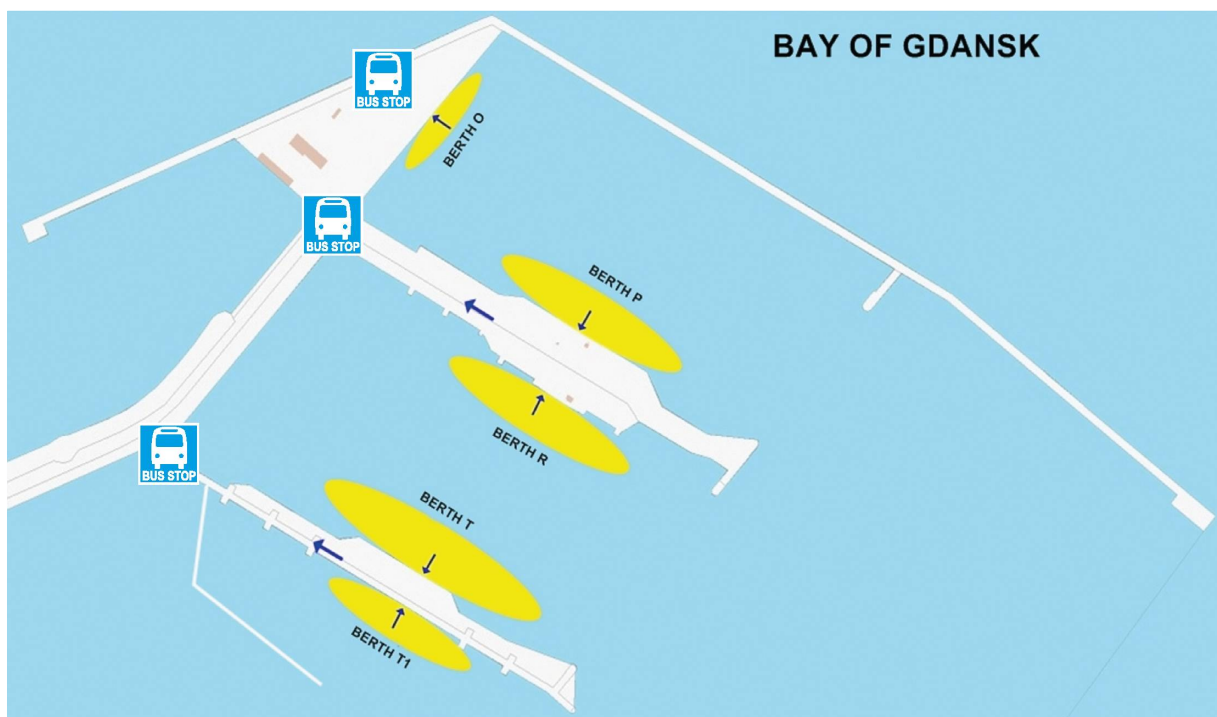 BAY OF GDANSK
BUS STOP
BERTH O
BUS STOP
BERTH P
BERTH R
BUS STOP
BERTH T
BERTH T1